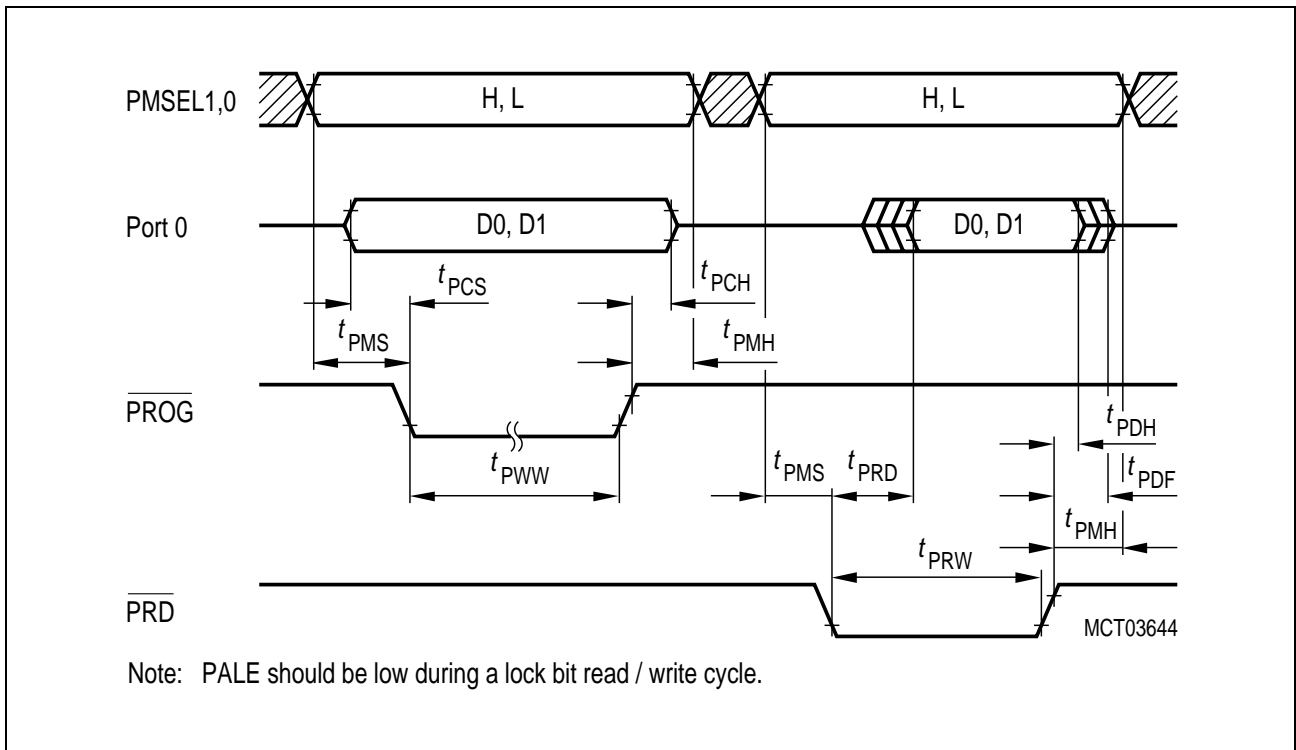 PMSEL1,0
H, L
H, L
Port 0
D0, D1
D0, D1
tPCS
tPCH
tPMS
tPMH
PROG
tPDH
tPWW
tPMS
tPRD
tPDF
tPMH
tPRW
PRD
MCT03644
Note: PALE should be low during a lock bit read / write cycle.